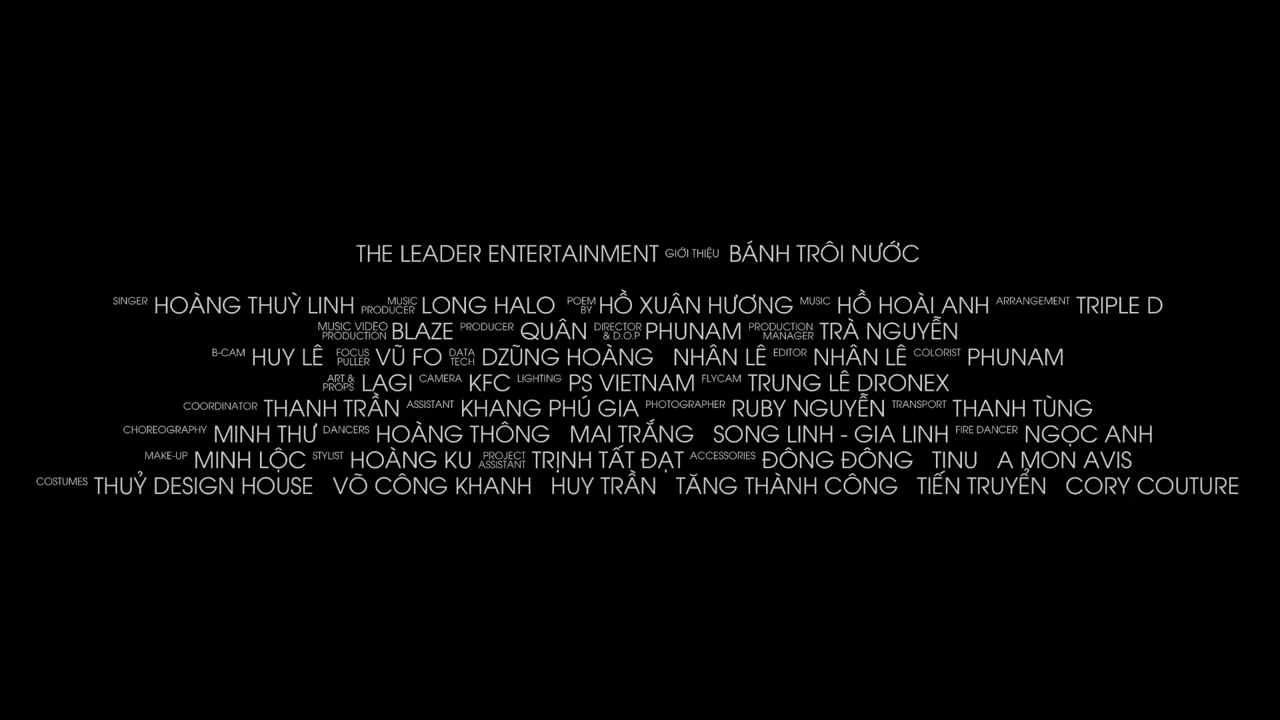 THE LEADER ENTERTAINMENT GIỚI THIỆU BÁNH TRÔI NƯỚC
SINGER HOÀNG THUỲ LINH MUSIC PRODUCER LONG HALO POEM BY HỒ XUÂN HƯƠNG MUSIC HỒ HOÀI ANH ARRANGEMENT TRIPLE D
MUSIC VIDEO PRODUCTION BLAZE PRODUCER QUÂN DIRECTOR & D.O.P PHUNAM PRODUCTION MANAGER TRÀ NGUYỄN
B-CAM HUY LÊ FOCUS PULLER VŨ FO DATA TECH DZŨNG HOÀNG NHÂN LÊ EDITOR NHÂN LÊ COLORIST PHUNAM
ART & PROPS LAGI CAMERA KFC LIGHTING PS VIETNAM FLYCAM TRUNG LÊ DRONEX
COORDINATOR THANH TRẦN ASSISTANT KHANG PHÚ GIA PHOTOGRAPHER RUBY NGUYỄN TRANSPORT THANH TÙNG
CHOREOGRAPHY MINH THƯ DANCERS HOÀNG THÔNG MAI TRẮNG SONG LINH - GIA LINH FIRE DANCER NGỌC ANH
MAKE-UP MINH LỘC STYLIST HOÀNG KU PROJECT ASSISTANT TRỊNH TẤT ĐẠT ACCESSORIES ĐÔNG ĐÔNG TINU A MON AVIS
COSTUMES THUỶ DESIGN HOUSE VÕ CÔNG KHANH HUY TRẦN TĂNG THÀNH CÔNG TIẾN TRUYỂN CORY COUTURE